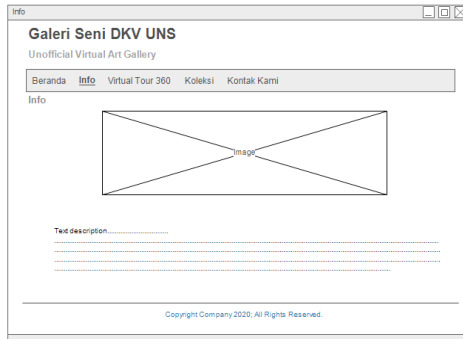 Info
Galeri Seni DKV UNS
Unofficial Virtual Art Gallery
Beranda Info Virtual Tour 360 Koleksi Kontak Kami
Info
Image
Text description..............................
Copyright Company 2020; All Rights Reserved.